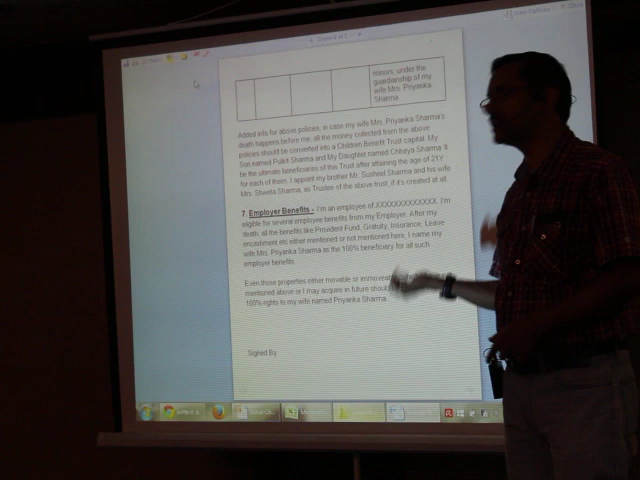 minors, under the
guardianship of my
wife Mrs. Priyanka
Sharma
Added info for above policies, in case my wife Mrs. Priyanka Sharma's
death happens before me, all the money collected from the above
policies should be converted into a Children Benefit Trust capital. My
Son named Pulkit Sharma and My Daughter named Chhaya Sharma 'll
be the ultimate beneficiaries of this Trust after attaining the age of 21Y
for each of them. I appoint my brother Mr. Susheel Sharma and his wife
Mrs. Shweta Sharma, as Trustee of the above trust, if it's created at all.
7. Employer Benefits - I'm an employee of XXXXXXXXXXXXX. I'm
eligible for several employee benefits from my Employer. After my
death, all the benefits like Provident Fund, Gratuity, Insurance, Leave
encashment etc either mentioned or not mentioned here, I name my
wife Mrs. Priyanka Sharma as the 100% beneficiary for all such
employer benefits.
Even those properties either movable or immoveable
mentioned above or I may acquire in future should
100% rights to my wife named Priyanka Sharma.
Signed By